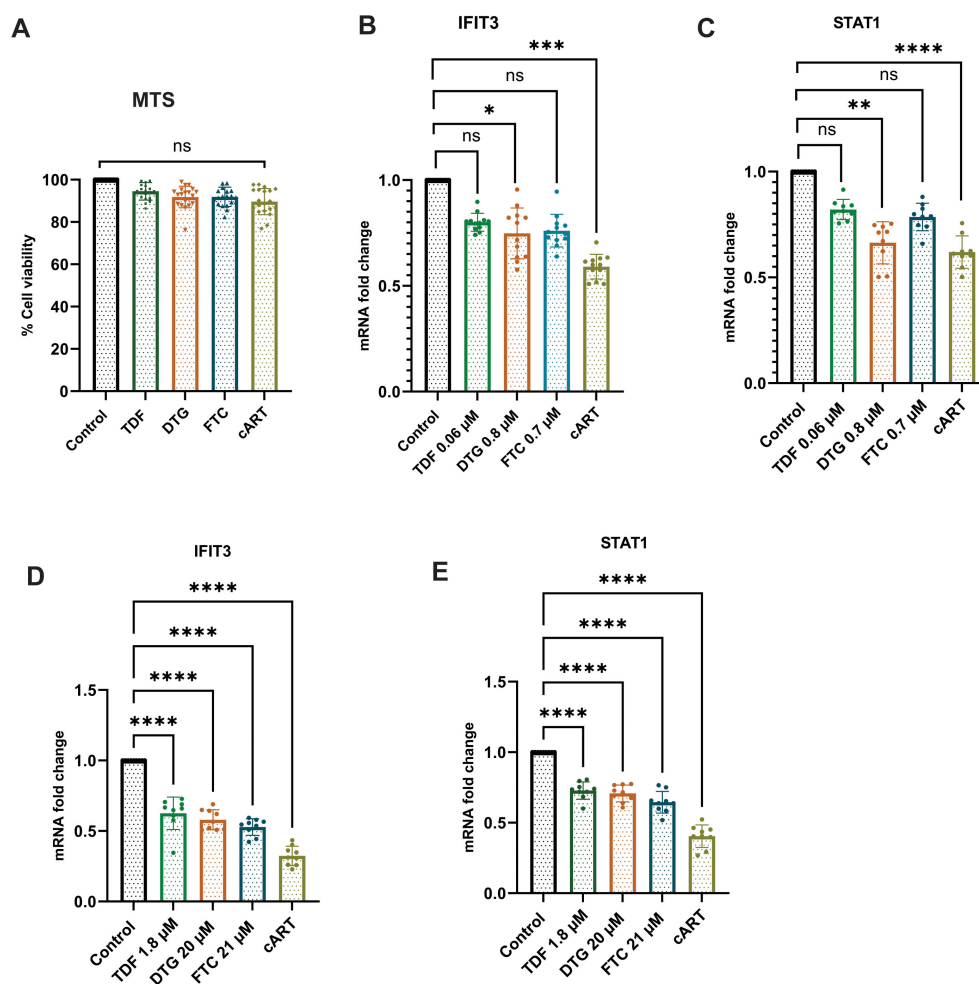 A
MTS
ns
% Cell viability
100
80
60
40
20
0
Control
TDF
DTG
FTC
cART
B
IFIT3
***
ns
*
ns
mRNA fold change
1.0
0.5
0.0
Control
TDF 0.06 µM
DTG 0.8 µM
FTC 0.7 µM
cART
C
STAT1
****
ns
**
ns
mRNA fold change
1.0
0.5
0.0
Control
TDF 0.06 µM
DTG 0.8 µM
FTC 0.7 µM
cART
D
IFIT3
****
****
****
****
mRNA fold change
1.5
1.0
0.5
0.0
Control
TDF 1.8 µM
DTG 20 µM
FTC 21 µM
cART
E
STAT1
****
****
****
****
mRNA fold change
1.5
1.0
0.5
0.0
Control
TDF 1.8 µM
DTG 20 µM
FTC 21 µM
cART